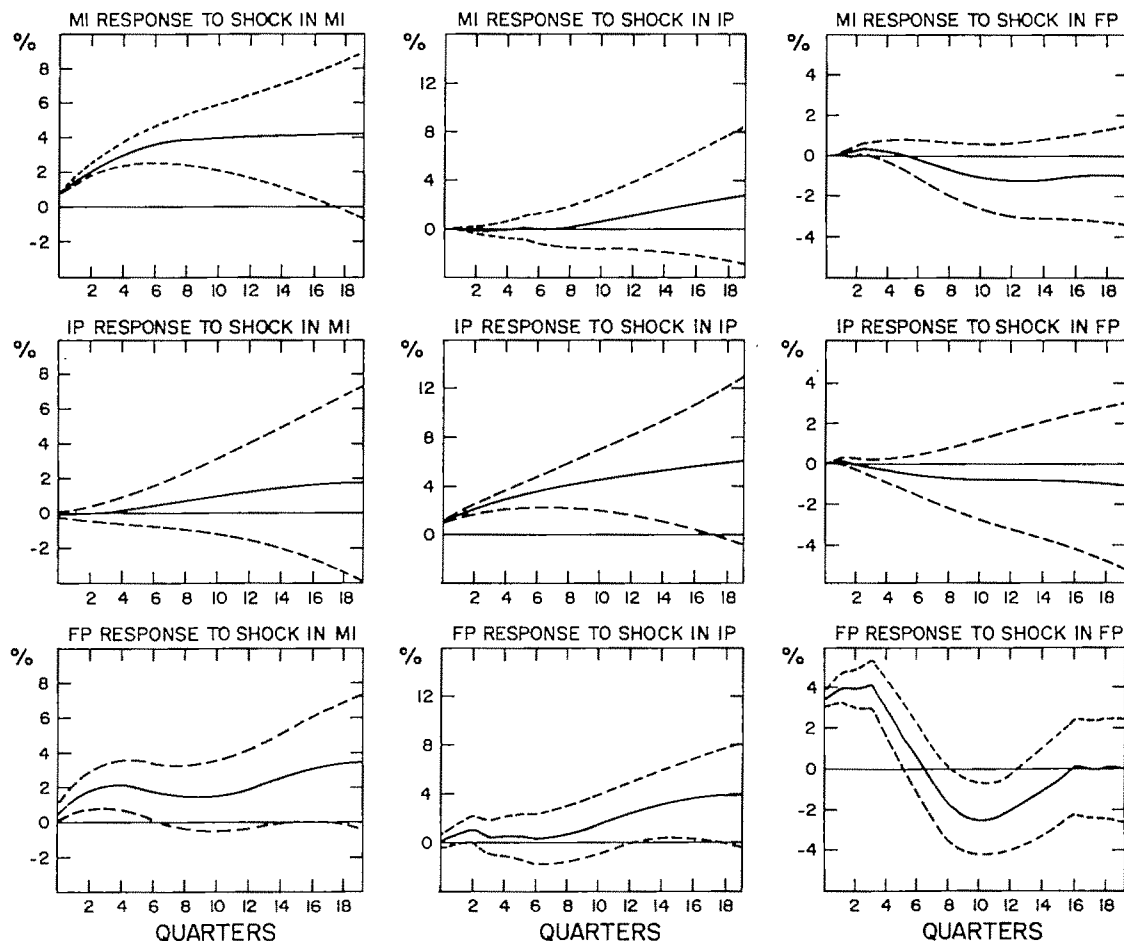 MI RESPONSE TO SHOCK IN MI
%
8
6
4
2
0
-2
2 4 6 8 10 12 14 16 18
MI RESPONSE TO SHOCK IN IP
%
12
8
4
0
2 4 6 8 10 12 14 16 18
MI RESPONSE TO SHOCK IN FP
%
4
2
0
-2
-4
2 4 6 8 10 12 14 16 18
IP RESPONSE TO SHOCK IN MI
%
8
6
4
2
0
-2
2 4 6 8 10 12 14 16 18
IP RESPONSE TO SHOCK IN IP
%
12
8
4
0
2 4 6 8 10 12 14 16 18
IP RESPONSE TO SHOCK IN FP
%
4
2
0
-2
-4
2 4 6 8 10 12 14 16 18
FP RESPONSE TO SHOCK IN MI
%
8
6
4
2
0
-2
2 4 6 8 10 12 14 16 18
QUARTERS
FP RESPONSE TO SHOCK IN IP
%
12
8
4
0
2 4 6 8 10 12 14 16 18
QUARTERS
FP RESPONSE TO SHOCK IN FP
%
4
2
0
-2
-4
2 4 6 8 10 12 14 16 18
QUARTERS